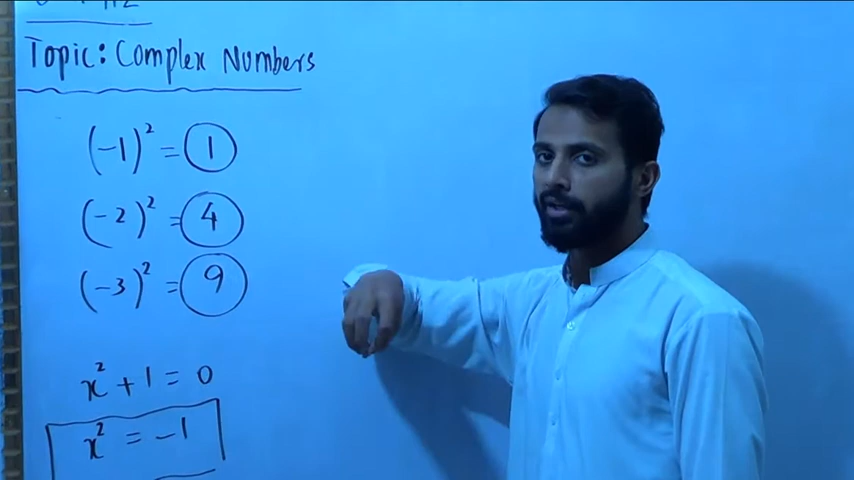 Topic: Complex Numbers
(-1)² = 1
(-2)² = 4
(-3)² = 9
x² + 1 = 0
x² = -1